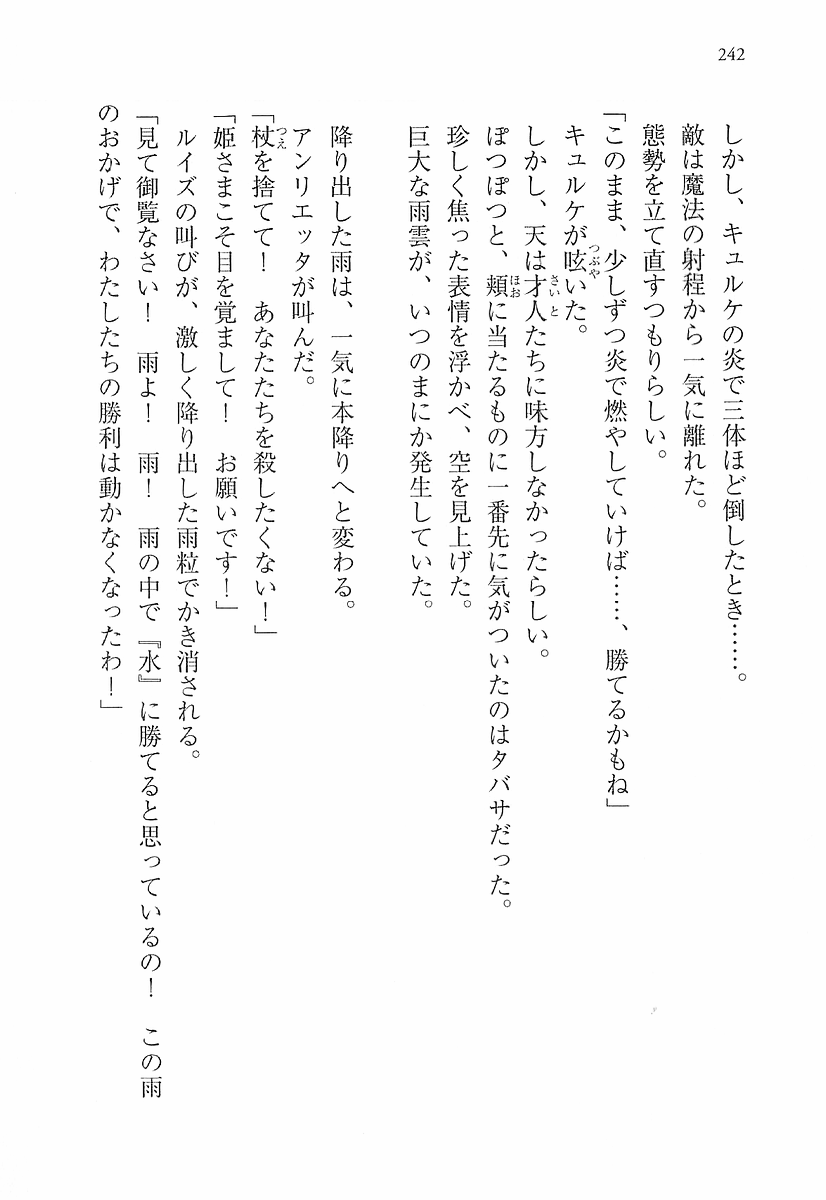 242
しかし、キュルケの炎で三体ほど倒したとき……。
敵は魔法の射程から一気に離れた。
態勢を立て直すつもりらしい。
「このまま、少しずつ炎で燃やしていけば……、勝てるかもね」
キュルケが呟いた。
しかし、天は才人たちに味方しなかったらしい。
ぽつぽつと、頬に当たるものに一番先に気がついたのはタバサだった。
珍しく焦った表情を浮かべ、空を見上げた。
巨大な雨雲が、いつのまにか発生していた。
降り出した雨は、一気に本降りへと変わる。
アンリエッタが叫んだ。
「杖を捨てて！　あなたたちを殺したくない！」
「姫さまこそ目を覚まして！　お願いです！」
ルイズの叫びが、激しく降り出した雨粒でかき消される。
「見て御覧なさい！　雨よ！　雨！　雨の中で『水』に勝てると思っているの！　この雨
のおかげで、わたしたちの勝利は動かなくなったわ！」